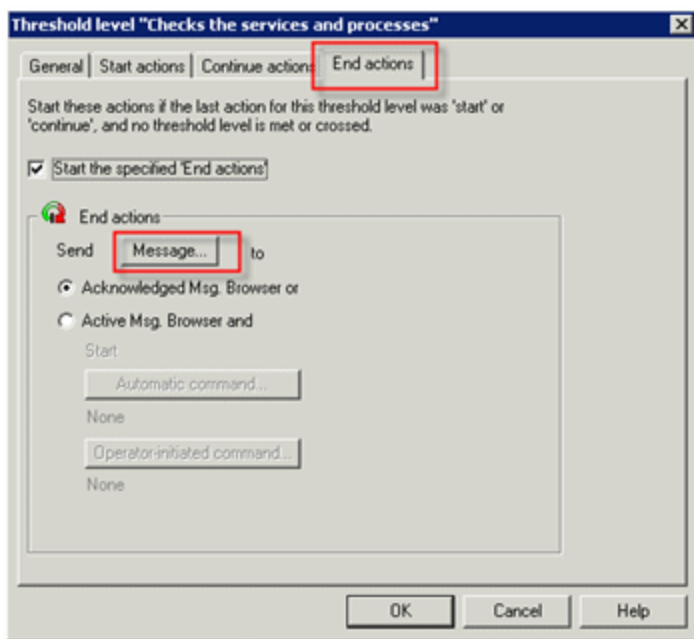 Threshold level "Checks the services and processes"
General Start actions Continue actions End actions
Start these actions if the last action for this threshold level was 'start' or
'continue', and no threshold level is met or crossed.
Start the specified 'End actions'
End actions
Send Message... to
Acknowledged Msg. Browser or
Active Msg. Browser and
Start
Automatic command...
None
Operator-initiated command...
None
OK Cancel Help